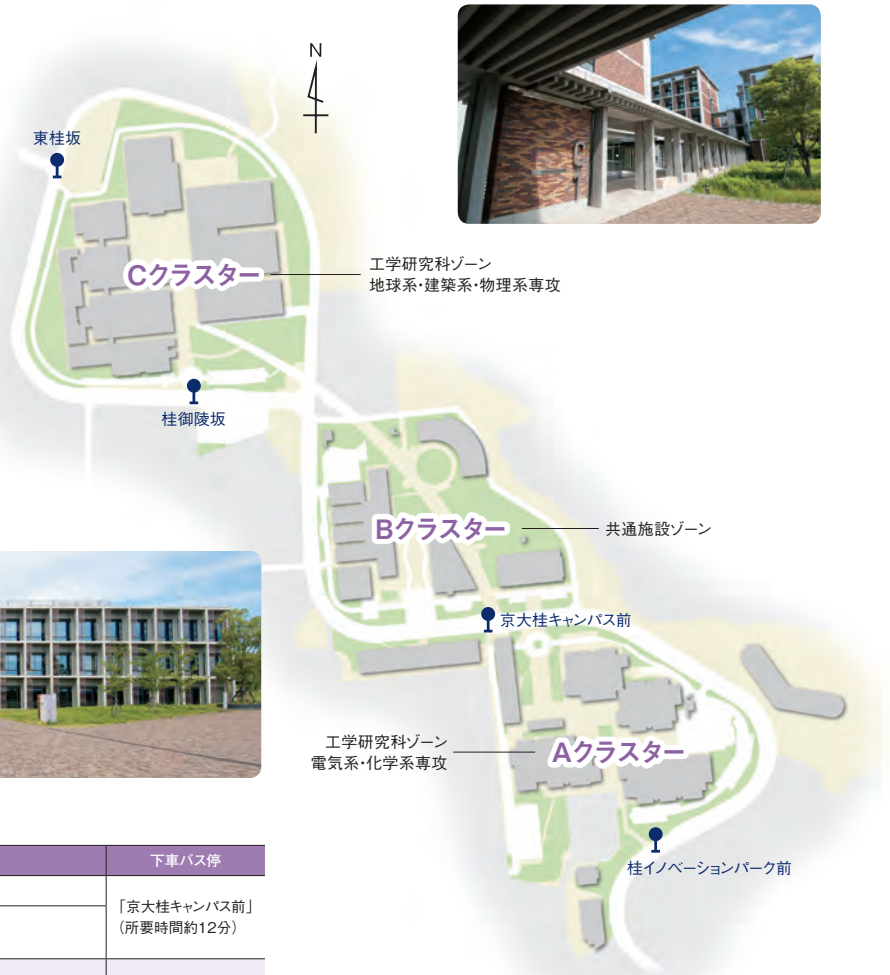 N
東桂坂
Cクラスター
工学研究科ゾーン
地球系・建築系・物理系専攻
桂御陵坂
Bクラスター
共通施設ゾーン
京大桂キャンパス前
工学研究科ゾーン
電気系・化学系専攻
Aクラスター
桂イノベーションパーク前
下車バス停
「京大桂キャンパス前」
(所要時間約12分)